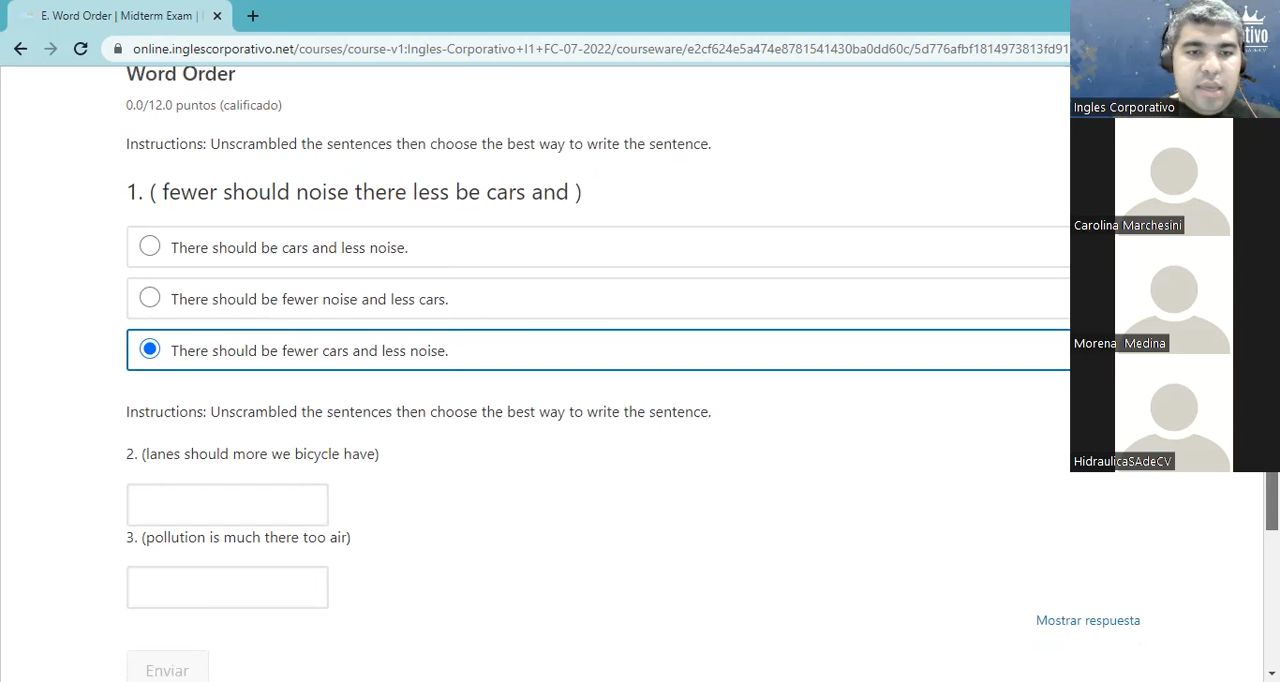 E. Word Order | Midterm Exam |
online.inglescorporativo.net/courses/course-v1:Ingles-Corporativo+I1+FC-07-2022/courseware/e2cf624e5a474e8781541430ba0dd60c/5d776afbf1814973813fd91
tivo
Ingles Corporativo
Word Order
0.0/12.0 puntos (calificado)
Instructions: Unscrambled the sentences then choose the best way to write the sentence.
1. ( fewer should noise there less be cars and )
There should be cars and less noise.
There should be fewer noise and less cars.
There should be fewer cars and less noise.
Carolina Marchesini
Morena Medina
HidraulicaSAdeCV
Instructions: Unscrambled the sentences then choose the best way to write the sentence.
2. (lanes should more we bicycle have)
3. (pollution is much there too air)
Mostrar respuesta
Enviar